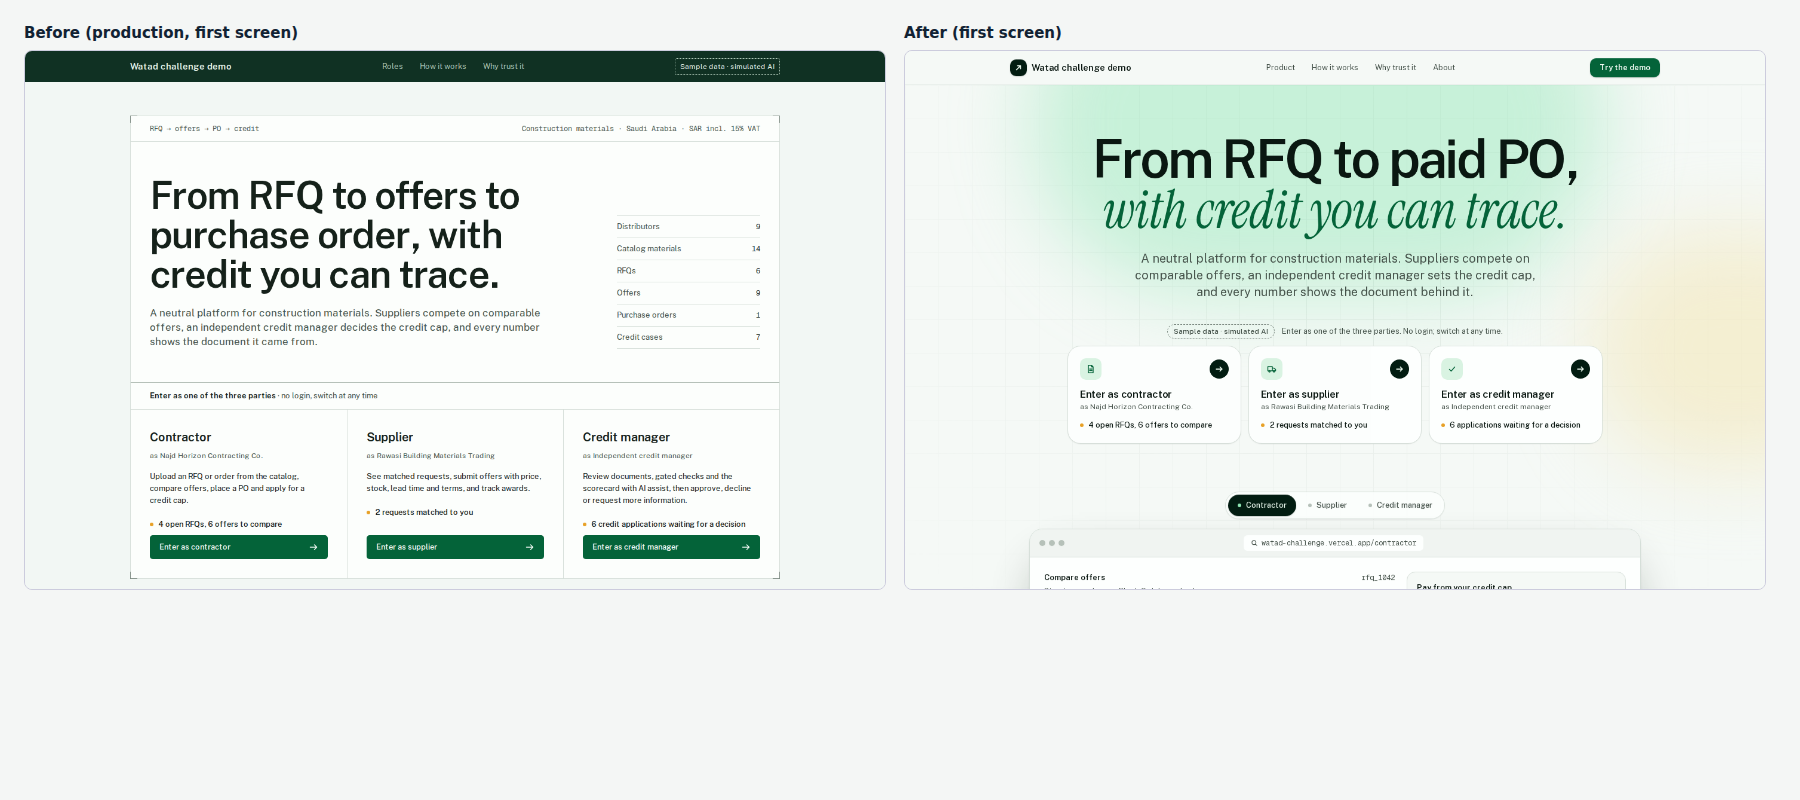 Before (production, first screen)
Watad challenge demo
Roles
How it works
Why trust it
Sample data · simulated AI
RFQ → offers → PO → credit
Construction materials · Saudi Arabia · SAR incl. 15% VAT
From RFQ to offers to
purchase order, with
credit you can trace.
A neutral platform for construction materials. Suppliers compete on comparable
offers, an independent credit manager decides the credit cap, and every number
shows the document it came from.
Distributors 9
Catalog materials 14
RFQs 6
Offers 9
Purchase orders 1
Credit cases 7
Enter as one of the three parties · no login, switch at any time
Contractor
as Najd Horizon Contracting Co.
Upload an RFQ or order from the catalog,
compare offers, place a PO and apply for a
credit cap.
4 open RFQs, 6 offers to compare
Enter as contractor →
Supplier
as Rawasi Building Materials Trading
See matched requests, submit offers with price,
stock, lead time and terms, and track awards.
2 requests matched to you
Enter as supplier →
Credit manager
as Independent credit manager
Review documents, gated checks and the
scorecard with AI assist, then approve, decline
or request more information.
6 credit applications waiting for a decision
Enter as credit manager →
After (first screen)
Watad challenge demo
Product
How it works
Why trust it
About
Try the demo
From RFQ to paid PO,
with credit you can trace.
A neutral platform for construction materials. Suppliers compete on
comparable offers, an independent credit manager sets the credit cap,
and every number shows the document behind it.
Sample data · simulated AI
Enter as one of the three parties. No login, switch at any time.
Enter as contractor
as Najd Horizon Contracting Co
4 open RFQs, 6 offers to compare
Enter as supplier
as Rawasi Building Materials Trading
2 requests matched to you
Enter as credit manager
as Independent credit manager
6 applications waiting for a decision
Contractor
Supplier
Credit manager
watad-challenge.vercel.app/contractor
Compare offers
rfq_1042
Pay from your credit cap